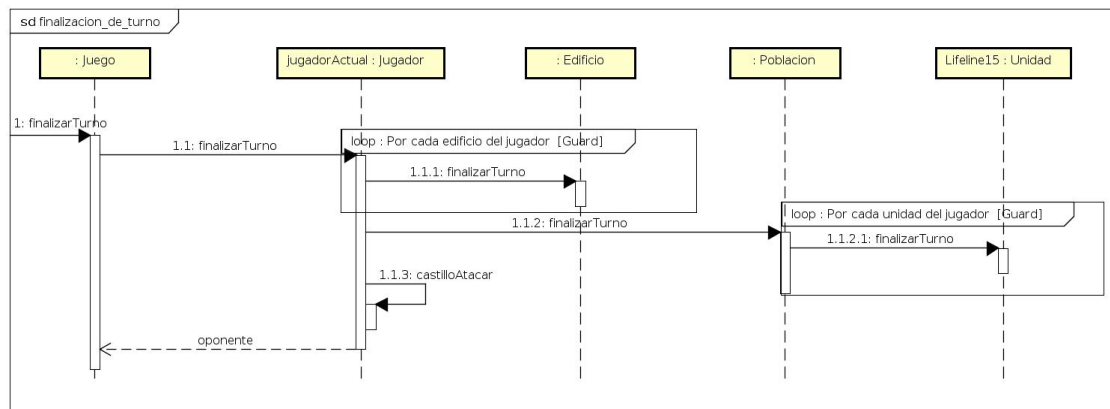 sd finalizacion_de_turno
: Juego
jugadorActual : Jugador
: Edificio
: Poblacion
Lifeline15 : Unidad
1: finalizarTurno
loop : Por cada edificio del jugador [Guard]
1.1: finalizarTurno
1.1.1: finalizarTurno
loop : Por cada unidad del jugador [Guard]
1.1.2: finalizarTurno
1.1.2.1: finalizarTurno
1.1.3: castilloAtacar
oponente